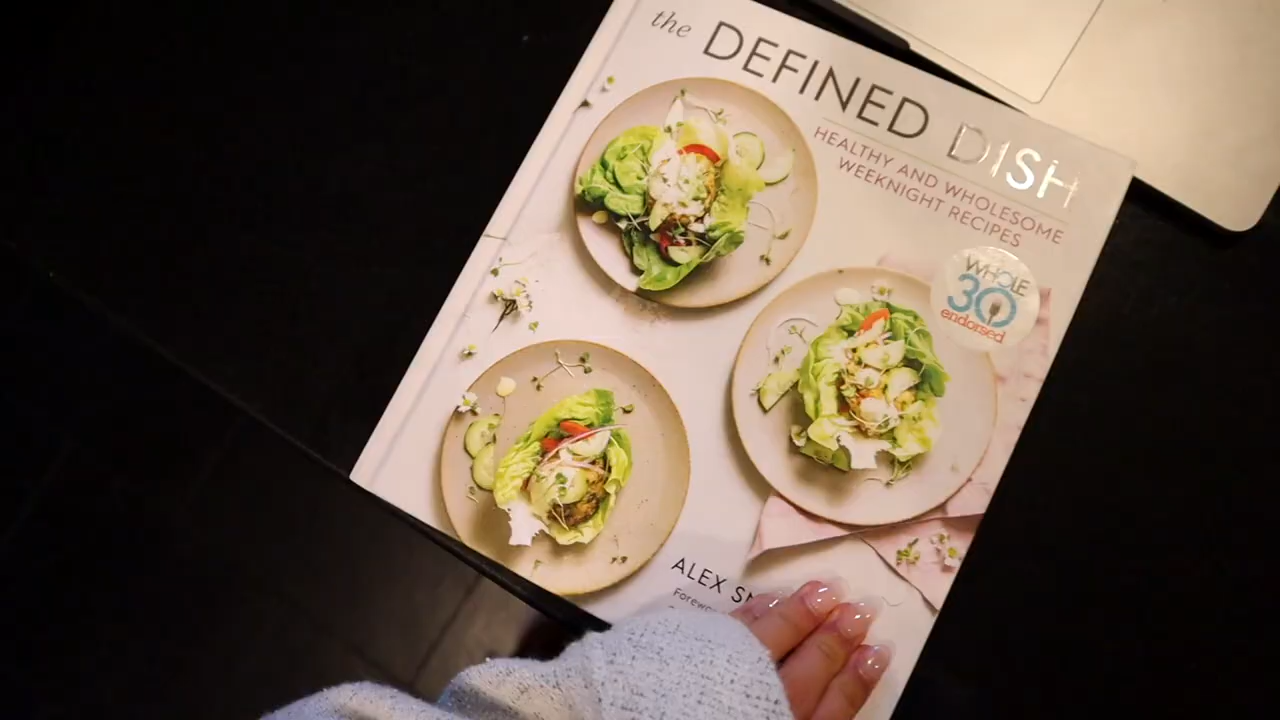 the DEFINED DISH
HEALTHY AND WHOLESOME
WEEKNIGHT RECIPES
WHOLE
30
endorsed
ALEX